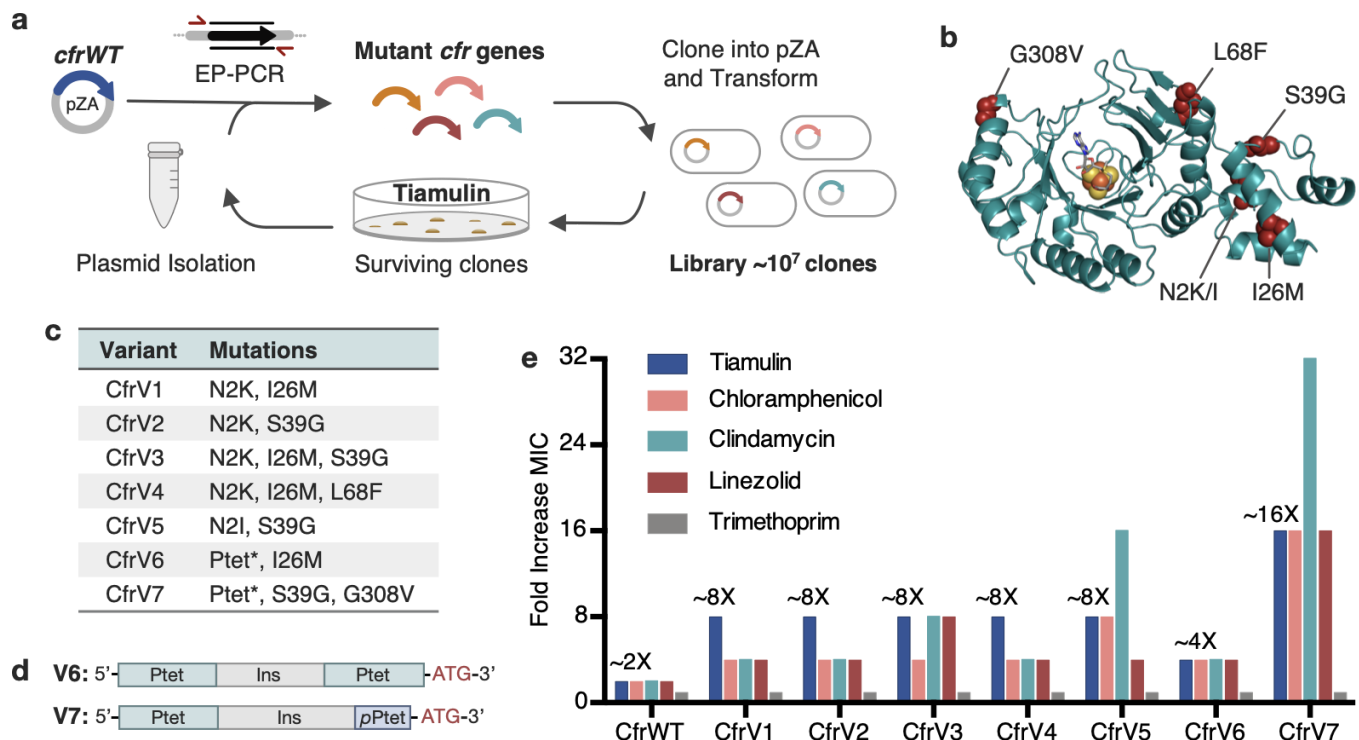 a
cfrWT
pZA
EP-PCR
Mutant cfr genes
Clone into pZA
and Transform
Tiamulin
Plasmid Isolation
Surviving clones
Library ~10⁷ clones
b
G308V
L68F
S39G
N2K/I
I26M
c
Variant Mutations
CfrV1 N2K, I26M
CfrV2 N2K, S39G
CfrV3 N2K, I26M, S39G
CfrV4 N2K, I26M, L68F
CfrV5 N2I, S39G
CfrV6 Ptet*, I26M
CfrV7 Ptet*, S39G, G308V
d
V6: 5’- Ptet Ins Ptet -ATG-3’
V7: 5’- Ptet Ins pPtet -ATG-3’
e
Fold Increase MIC
32
24
16
8
0
Tiamulin
Chloramphenicol
Clindamycin
Linezolid
Trimethoprim
~2X
~8X
~8X
~8X
~8X
~8X
~4X
~16X
CfrWT CfrV1 CfrV2 CfrV3 CfrV4 CfrV5 CfrV6 CfrV7